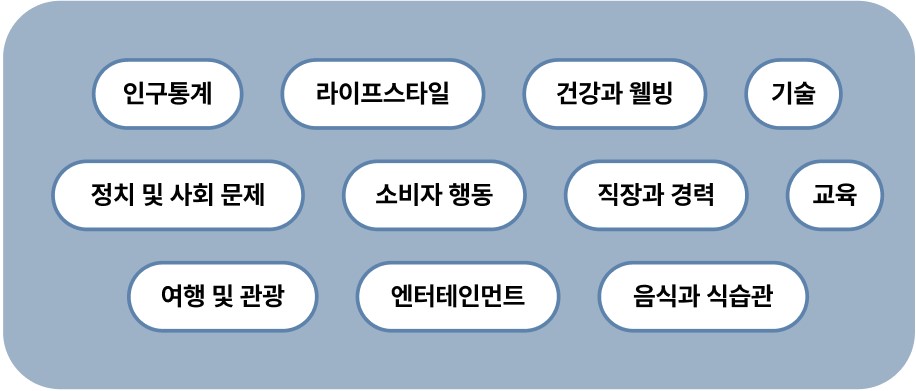 인구통계
라이프스타일
건강과 웰빙
기술
정치 및 사회 문제
소비자 행동
직장과 경력
교육
여행 및 관광
엔터테인먼트
음식과 식습관